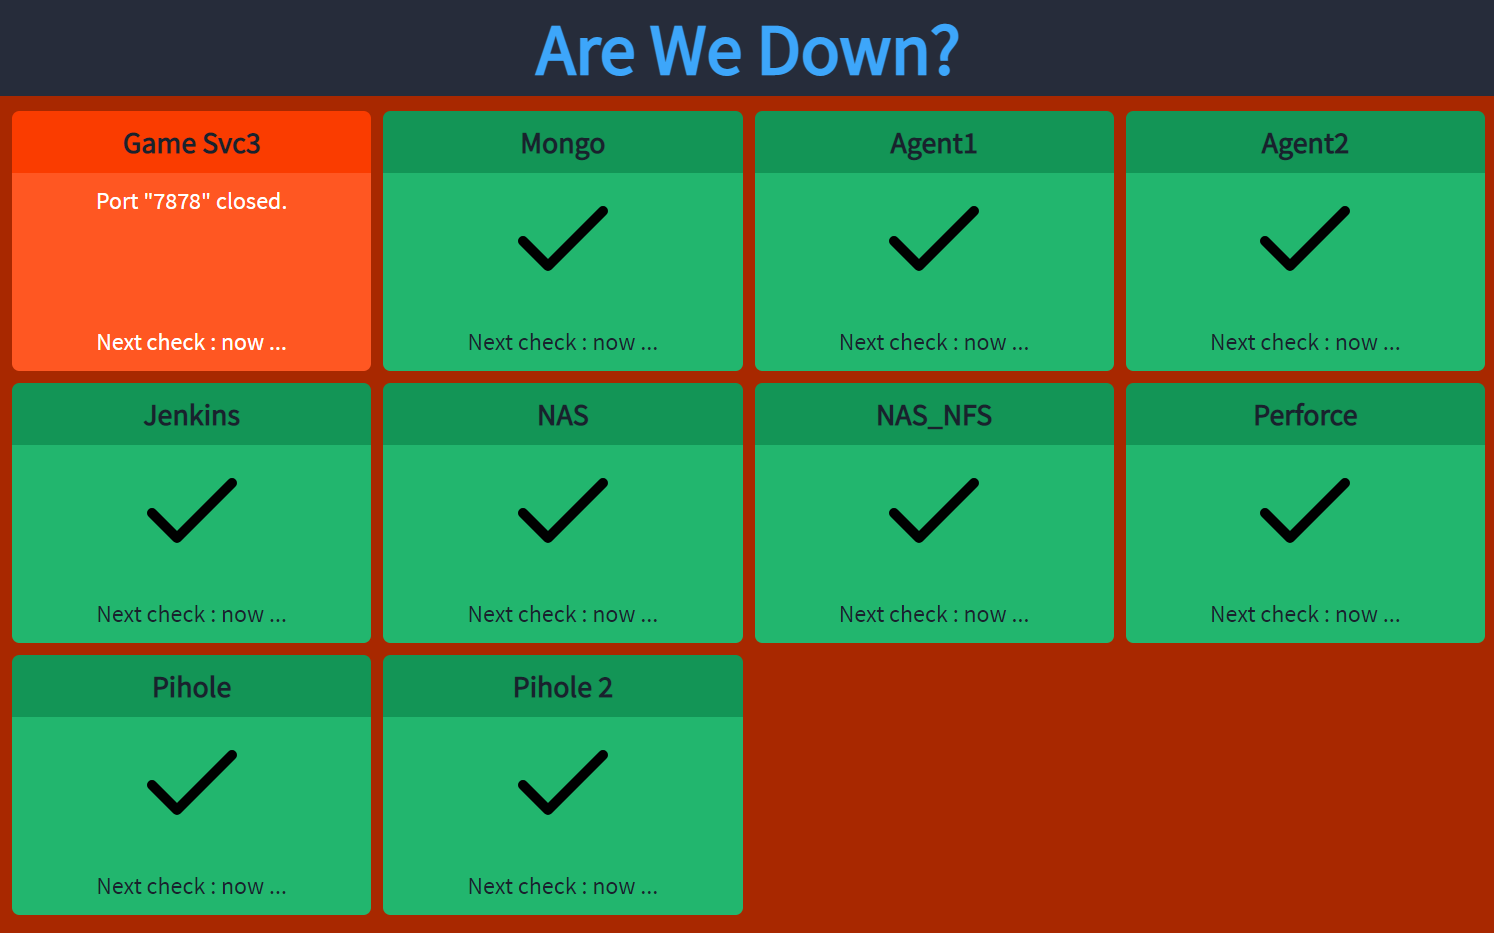 Are We Down?
Game Svc3
Port "7878" closed.
Next check : now ...
Mongo
Next check : now ...
Agent1
Next check : now ...
Agent2
Next check : now ...
Jenkins
Next check : now ...
NAS
Next check : now ...
NAS_NFS
Next check : now ...
Perforce
Next check : now ...
Pihole
Next check : now ...
Pihole 2
Next check : now ...